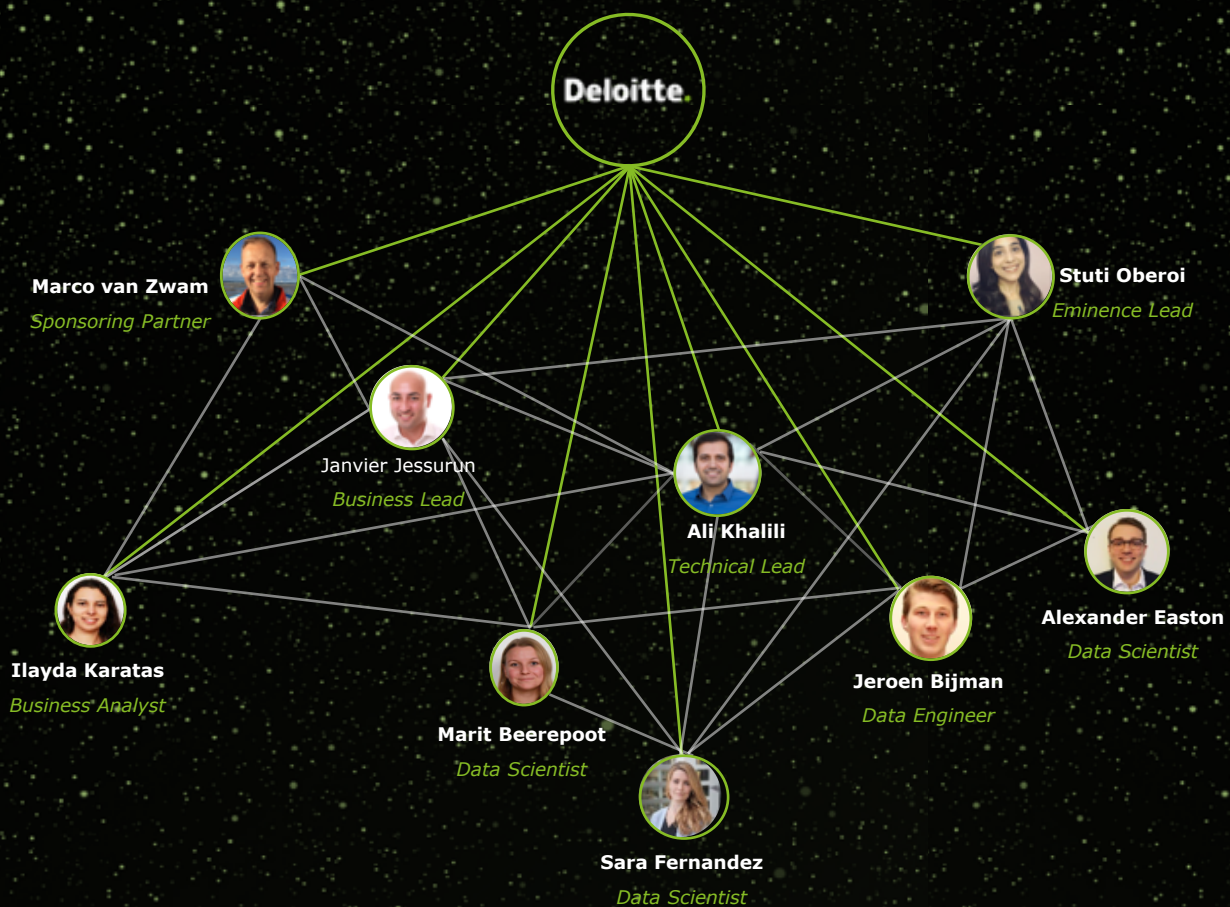 Deloitte.
Marco van Zwam
Sponsoring Partner
Stuti Oberoi
Eminence Lead
Janvier Jessurun
Business Lead
Ali Khalili
Technical Lead
Alexander Easton
Data Scientist
Ilayda Karatas
Business Analyst
Jeroen Bijman
Data Engineer
Marit Beerepoot
Data Scientist
Sara Fernandez
Data Scientist